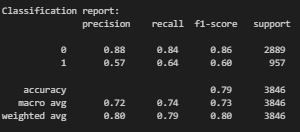 Classification report:
precision recall f1-score support
0 0.88 0.84 0.86 2889
1 0.57 0.64 0.60 957
accuracy 0.79 3846
macro avg 0.72 0.74 0.73 3846
weighted avg 0.80 0.79 0.80 3846